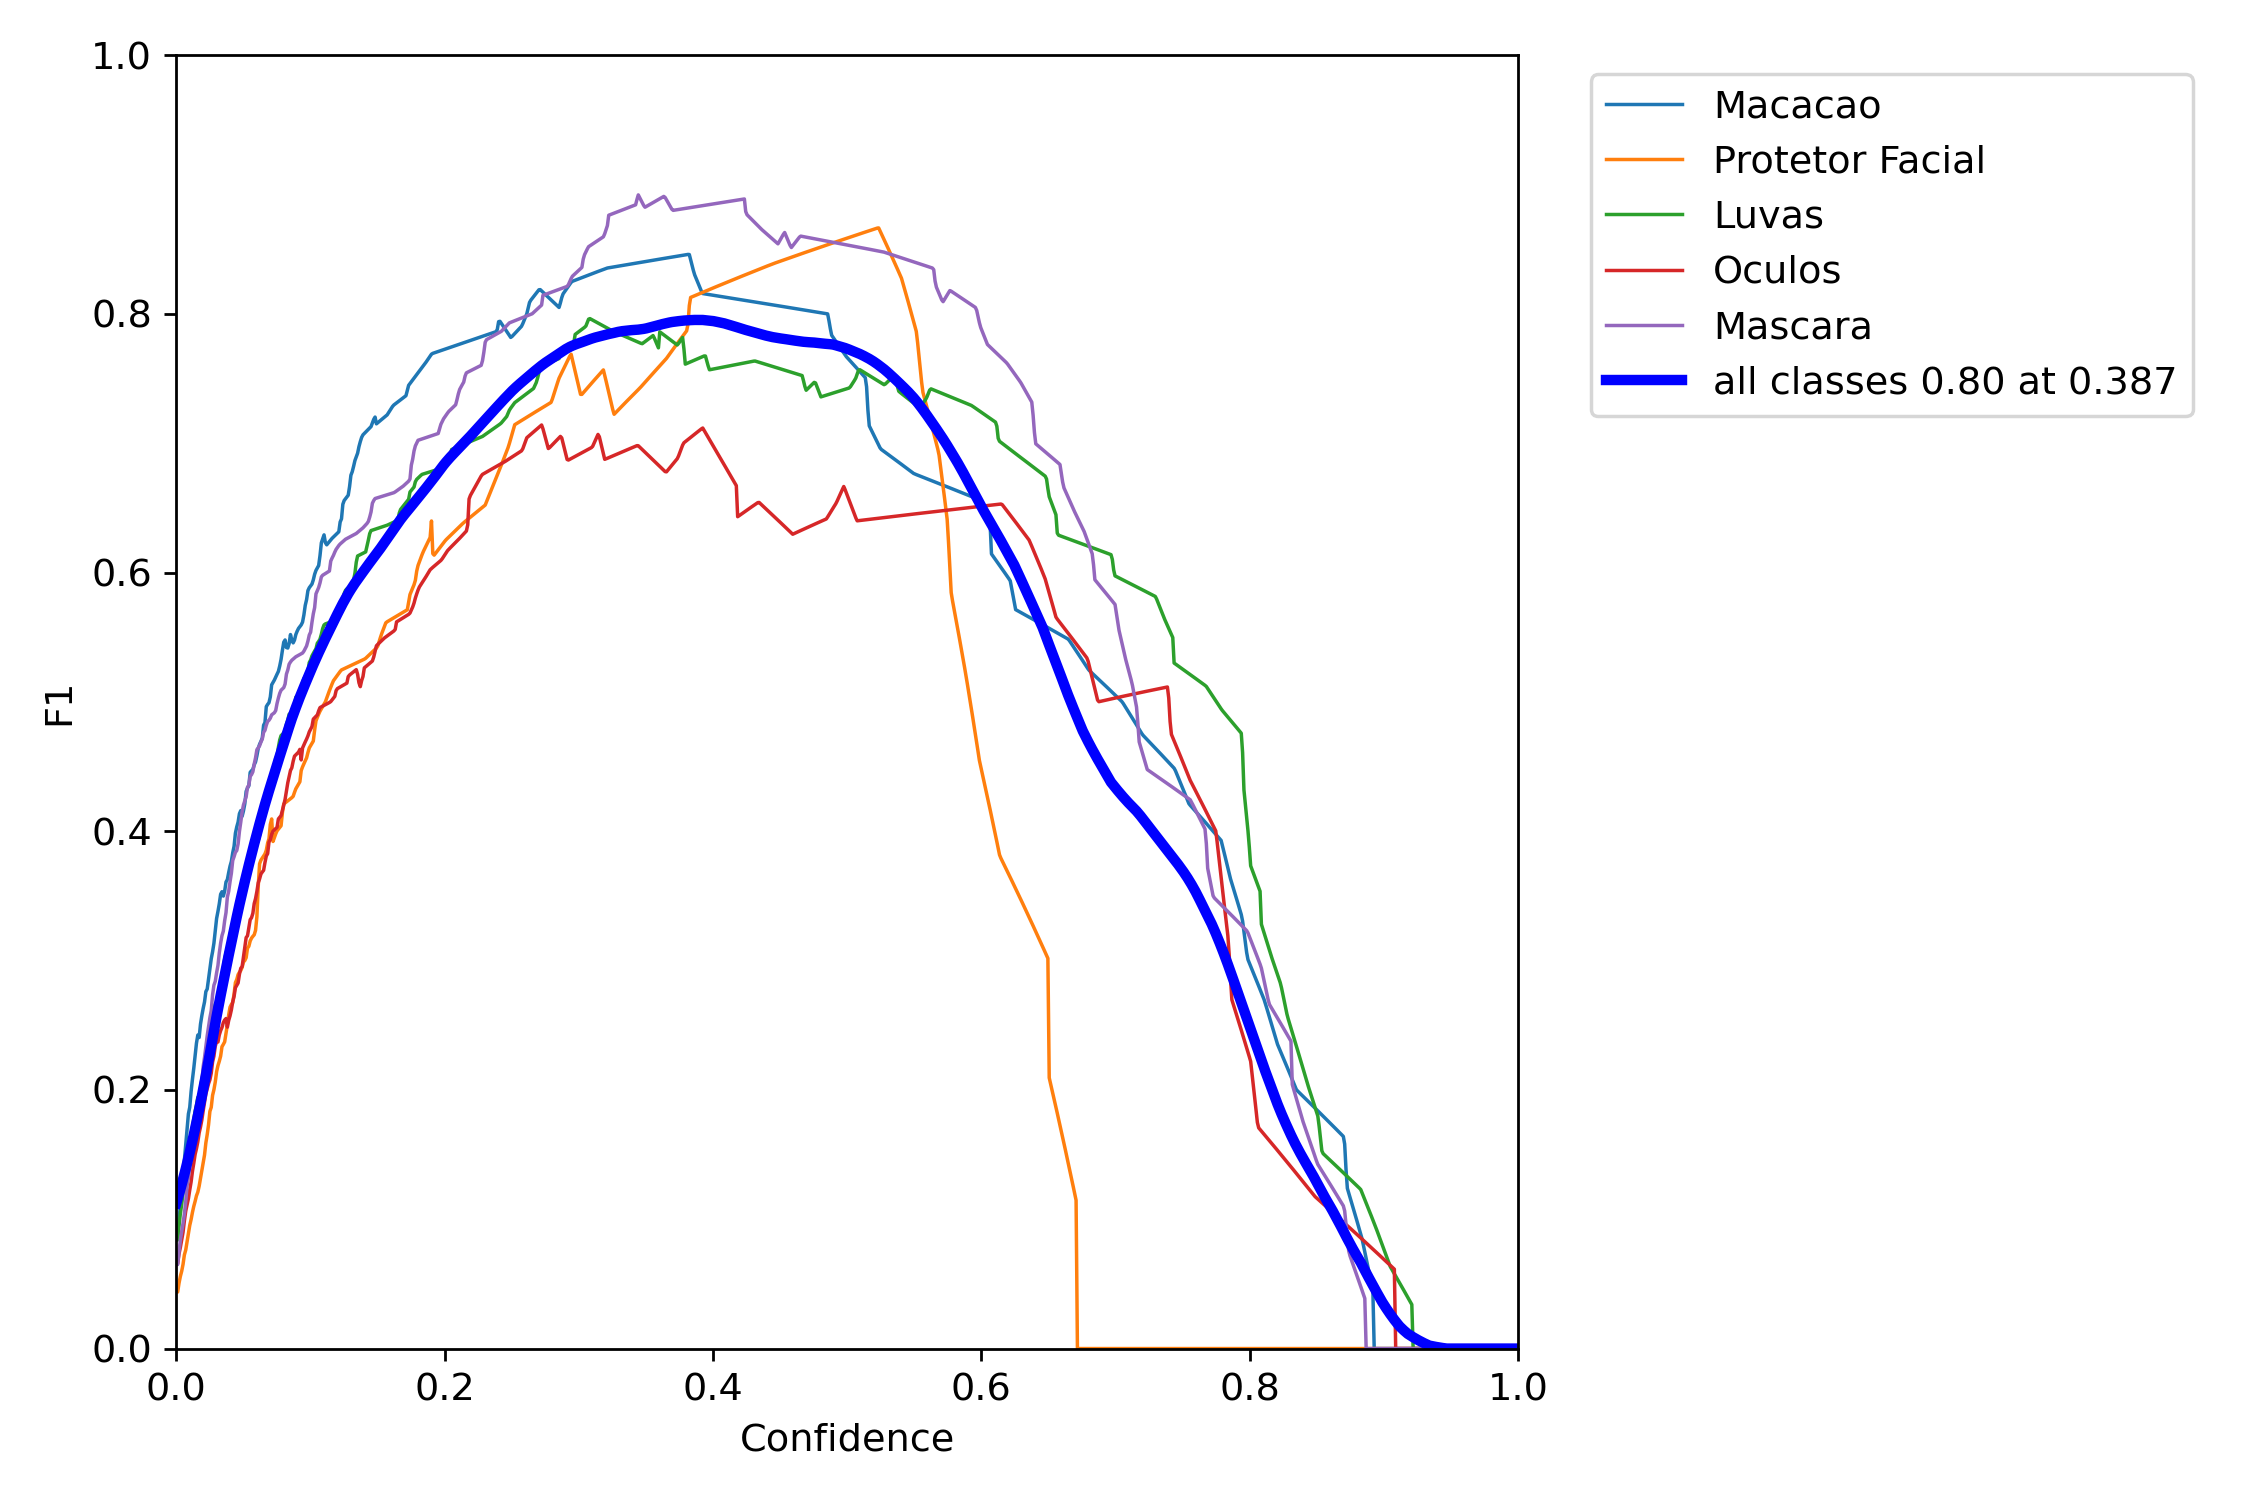 1.0
0.8
0.6
0.4
0.2
0.0
F1
0.0 0.2 0.4 0.6 0.8 1.0
Confidence
Macacao
Protetor Facial
Luvas
Oculos
Mascara
all classes 0.80 at 0.387